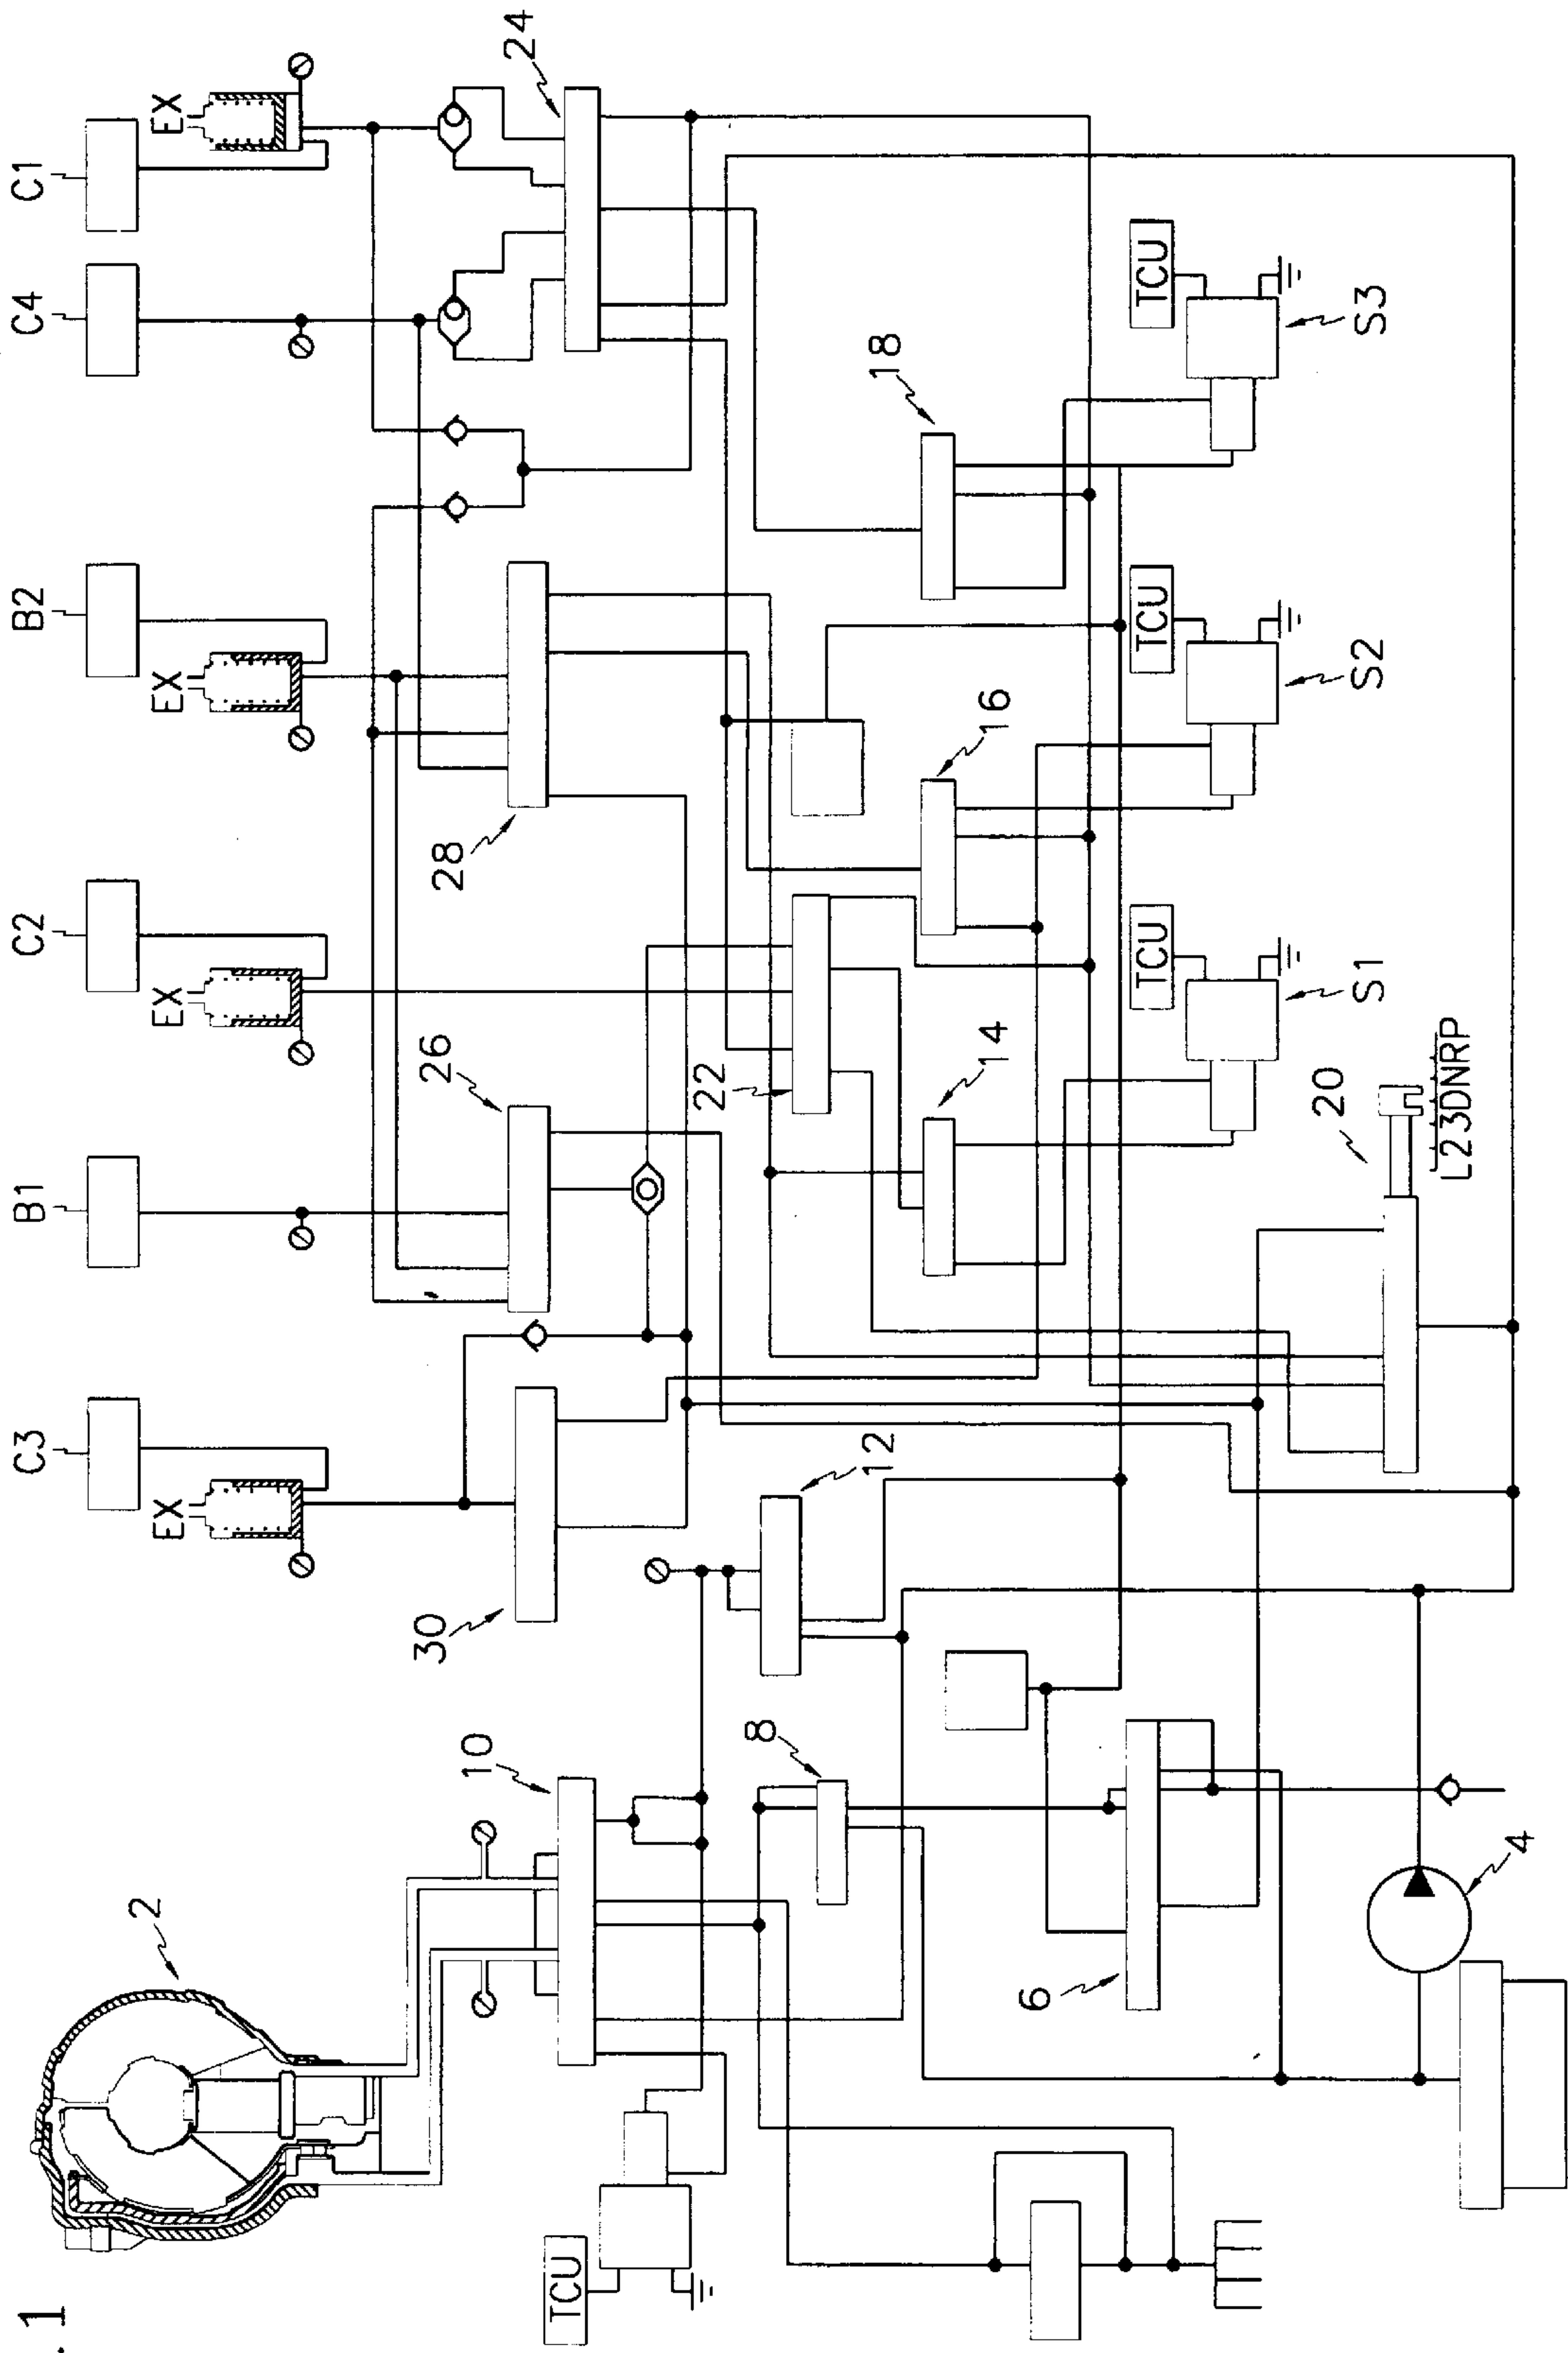 C1
EX
24
C4
B2
EX
28
C2
EX
22
B1
26
C3
EX
30
18
16
14
12
10
8
6
4
2
TCU
S3
TCU
S2
TCU
S1
20
L23DNRP
TCU
. 1